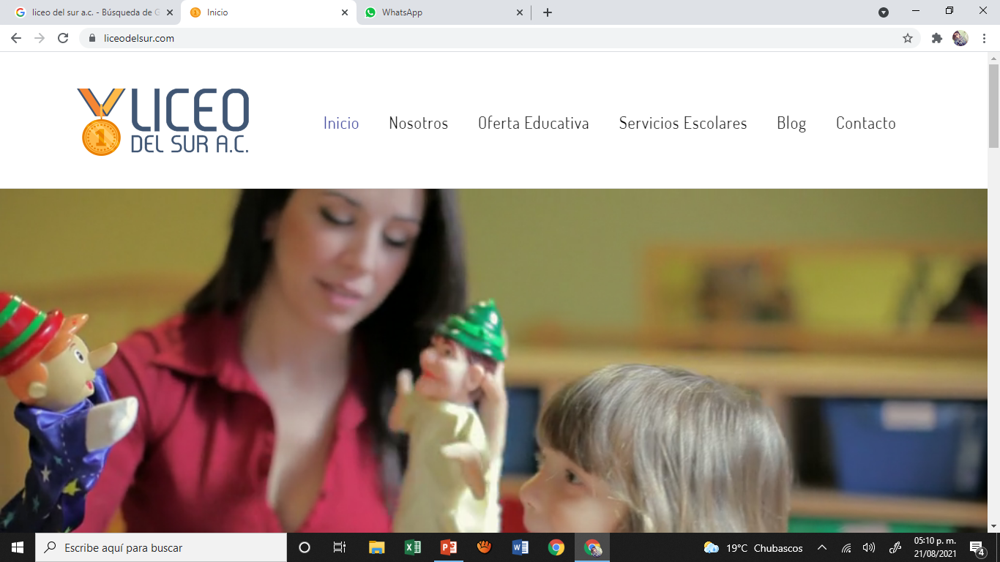 liceo del sur a.c. - Búsqueda de G
Inicio
WhatsApp
liceodelsur.com
LICEO
DEL SUR A.C.
1
Inicio
Nosotros
Oferta Educativa
Servicios Escolares
Blog
Contacto
Escribe aquí para buscar
19°C Chubascos
05:10 p. m.
21/08/2021
4